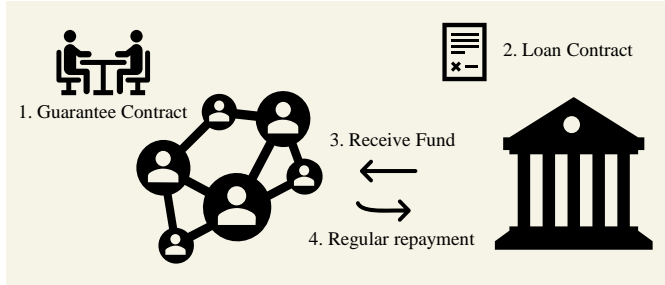 1. Guarantee Contract
2. Loan Contract
3. Receive Fund
4. Regular repayment